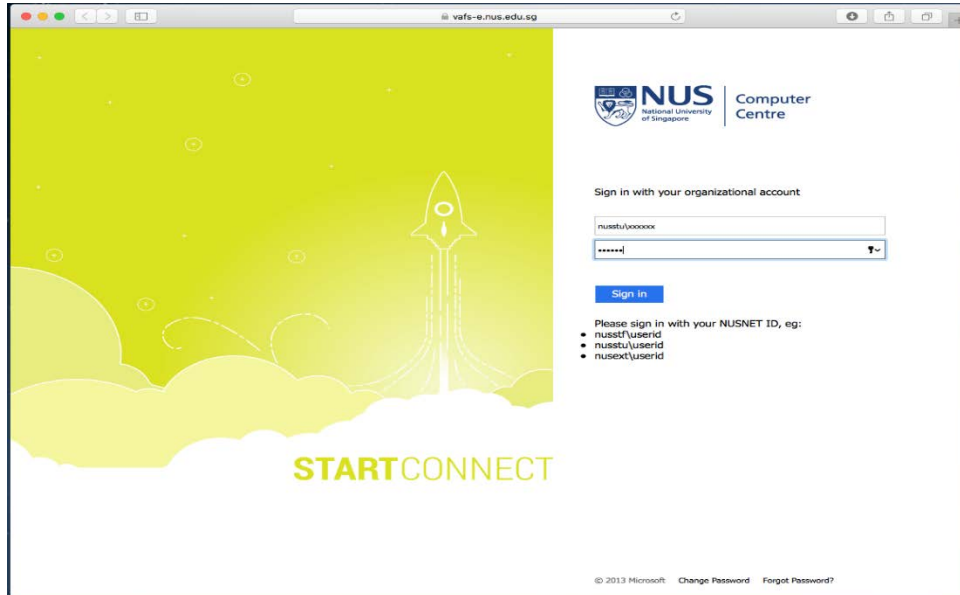 vafs-e.nus.edu.sg
NUS
National University
of Singapore
Computer
Centre
Sign in with your organizational account
nusstu\xxxxxx
••••••
Sign in
Please sign in with your NUSNET ID, eg:
• nusstf\userid
• nusstu\userid
• nusext\userid
STARTCONNECT
© 2013 Microsoft Change Password Forgot Password?